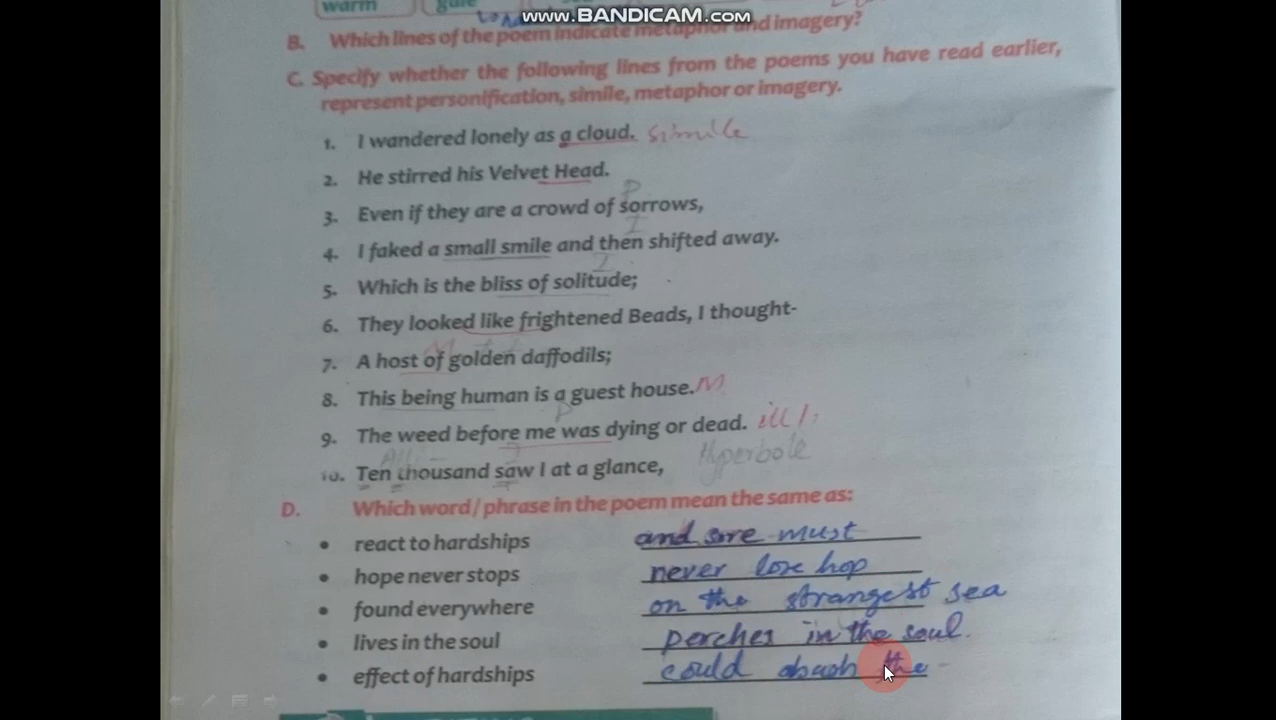 warm
www.BANDICAM.com
B. Which lines of the poem indicate metaphor and imagery?
C. Specify whether the following lines from the poems you have read earlier,
represent personification, simile, metaphor or imagery.
1. I wandered lonely as a cloud. simile
2. He stirred his Velvet Head.
P
3. Even if they are a crowd of sorrows,
I
4. I faked a small smile and then shifted away.
I
5. Which is the bliss of solitude;
6. They looked like frightened Beads, I thought-
7. A host of golden daffodils;
8. This being human is a guest house. M
P
9. The weed before me was dying or dead. ill/:
10. Ten thousand saw I at a glance, Hyperbole
D. Which word/phrase in the poem mean the same as:
• react to hardships and sore must
• hope never stops never lose hop
• found everywhere on the strangest sea
• lives in the soul perches in the soul.
• effect of hardships could abash the -